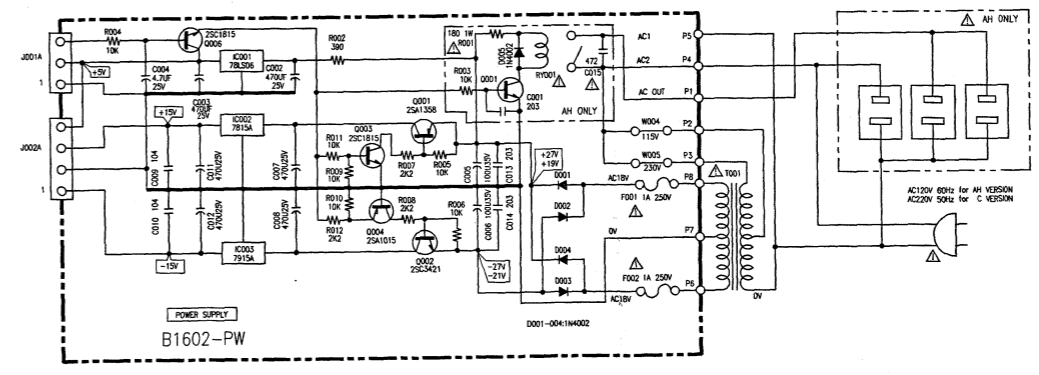 R004
10K
2SC1815
Q006
J001A
1
+5V
C004
4.7UF
25V
IC001
78LS06
C002
470UF
25V
C003
470UF
25V
R002
390
180 1W
R001
D005
1N4002
RY001
472
C015
R003
10K
Q001
C001
203
AH ONLY
AC1
AC2
AC OUT
P5
P4
P1
P2
P3
P8
P7
P6
W004
115V
W005
230V
T001
AH ONLY
AC120V 60Hz for AH VERSION
AC220V 50Hz for C VERSION
J002A
1
+15V
IC002
7815A
C009 104
C011
470U25V
C007
470U25V
C010 104
C012
470U25V
C008
470U25V
-15V
IC003
7915A
Q001
2SA1358
Q003
2SC1815
R011
10K
R009
10K
R010
10K
R012
2K2
R007
2K2
R005
10K
R008
2K2
R006
10K
Q004
2SA1015
Q002
2SC3421
C005
100U35V
C013 203
C006 100U35V
C014 203
+27V
+19V
-27V
-21V
D001
D002
D004
D003
AC18V
F001 1A 250V
0V
F002 1A 250V
AC18V
0V
D001-004:1N4002
POWER SUPPLY
B1602-PW